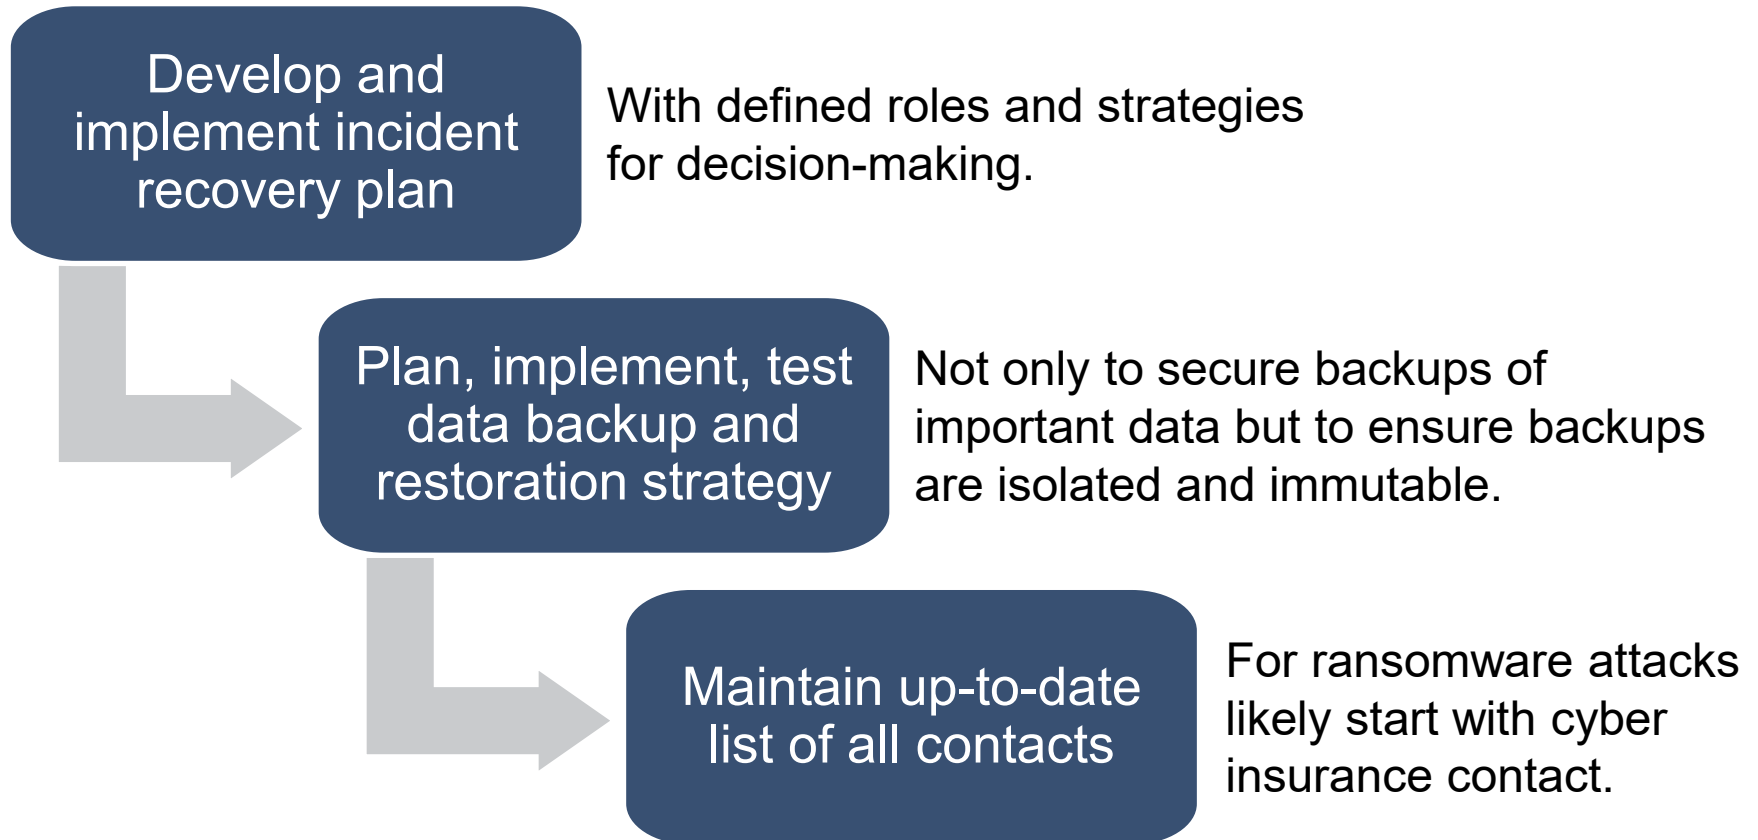 Develop and
implement incident
recovery plan
With defined roles and strategies
for decision-making.
Plan, implement, test
data backup and
restoration strategy
Not only to secure backups of
important data but to ensure backups
are isolated and immutable.
Maintain up-to-date
list of all contacts
For ransomware attacks
likely start with cyber
insurance contact.